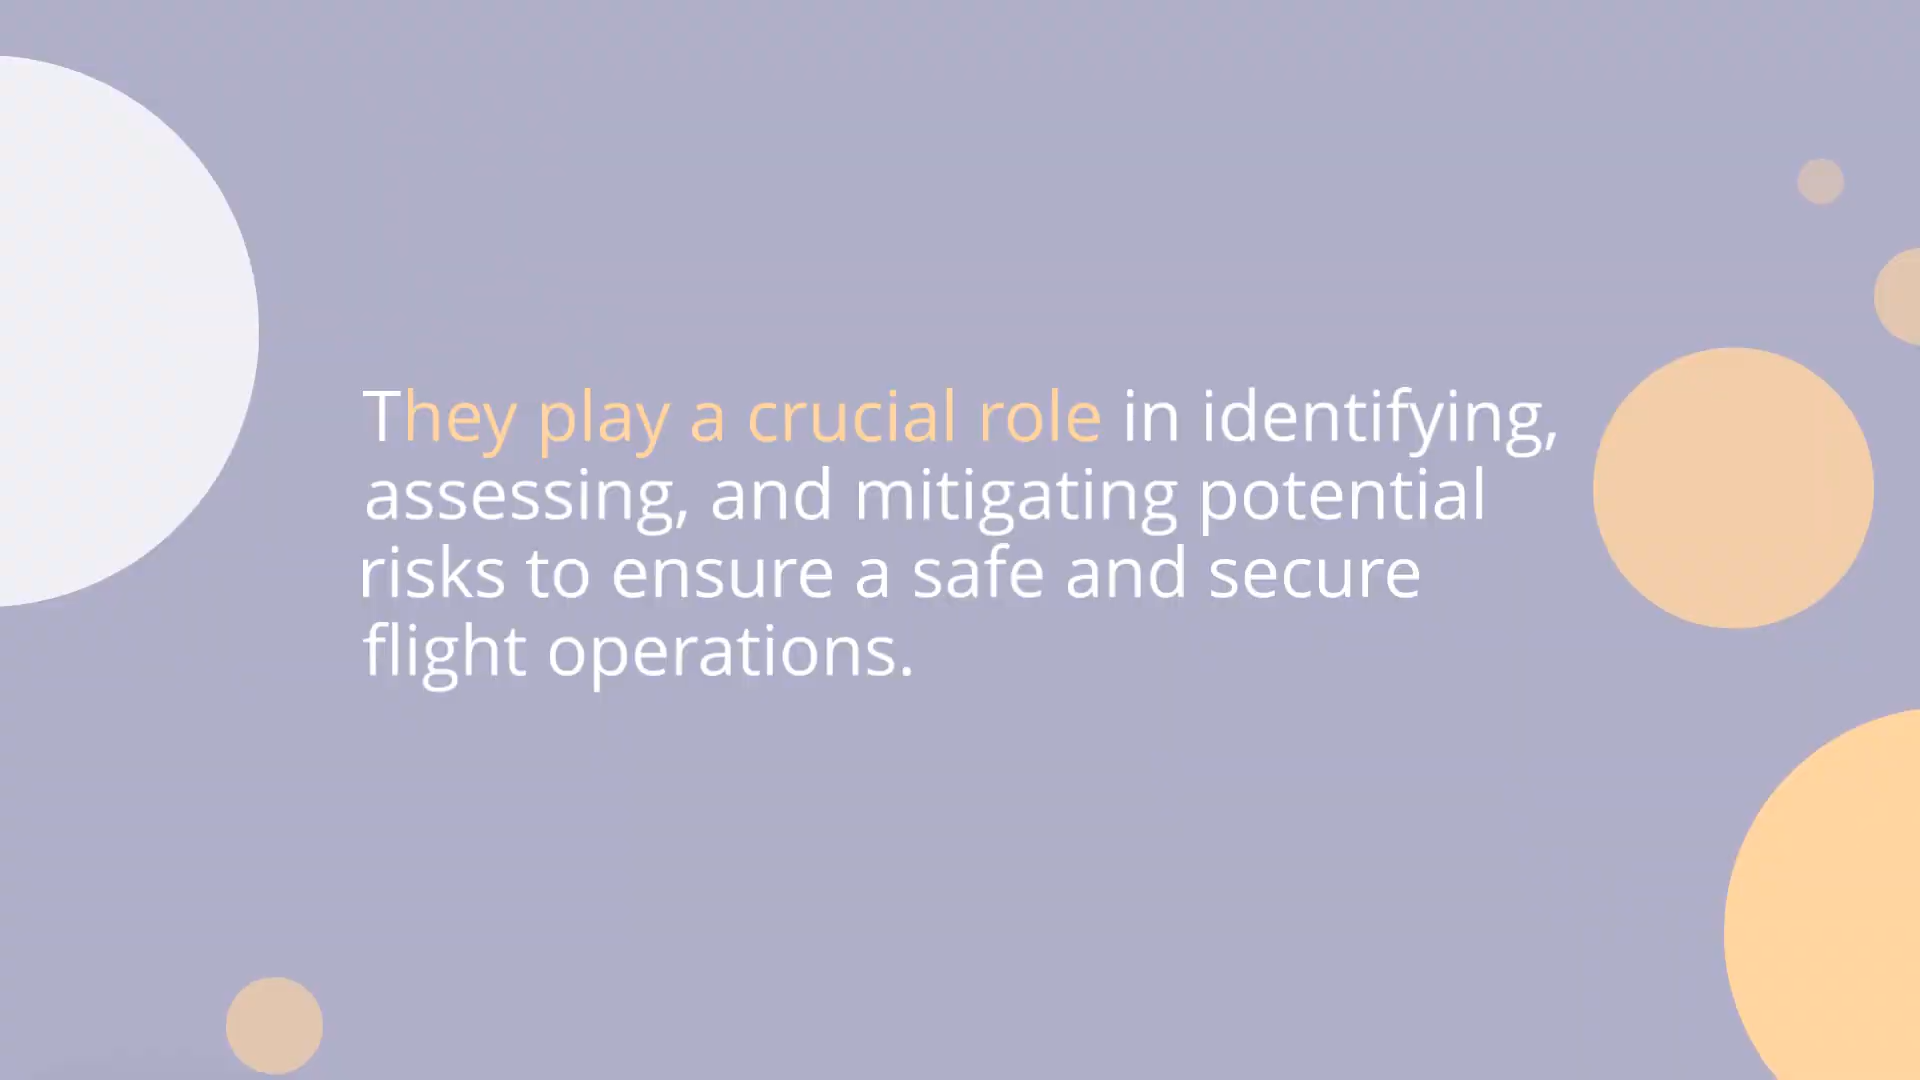 They play a crucial role in identifying,
assessing, and mitigating potential
risks to ensure a safe and secure
flight operations.